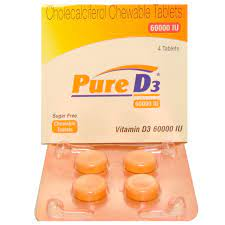 Cholecalciferol Chewable Tablets
60000 IU
4 Tablets
Pure D3
60000 IU
Sugar Free
Chewable
Tablets
Vitamin D3 60000 IU